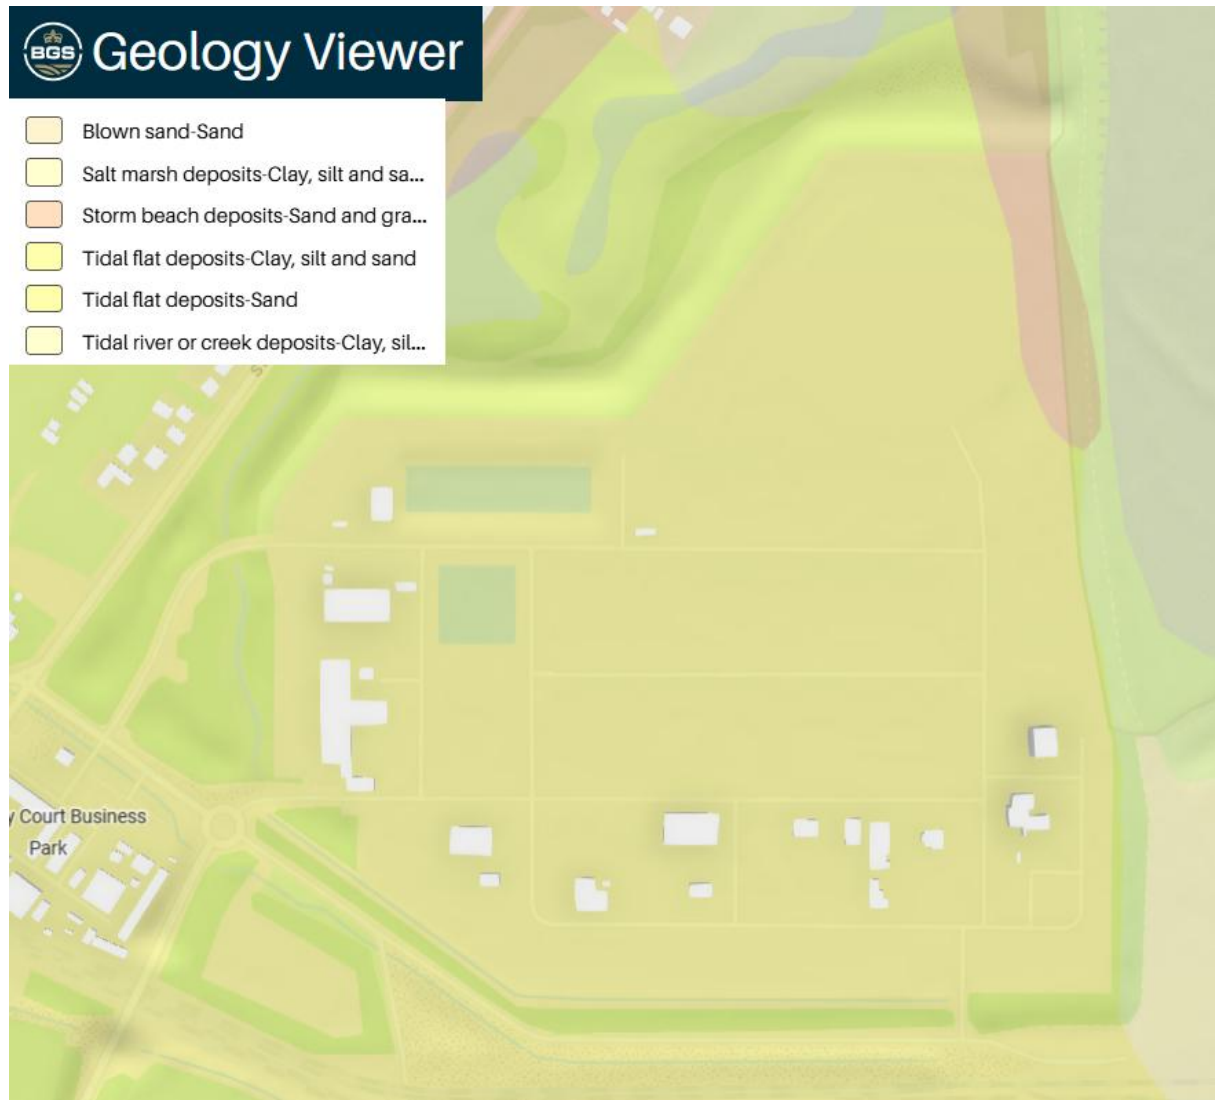 BGS
Geology Viewer
Blown sand-Sand
Salt marsh deposits-Clay, silt and sa...
Storm beach deposits-Sand and gra...
Tidal flat deposits-Clay, silt and sand
Tidal flat deposits-Sand
Tidal river or creek deposits-Clay, sil...
Court Business
Park